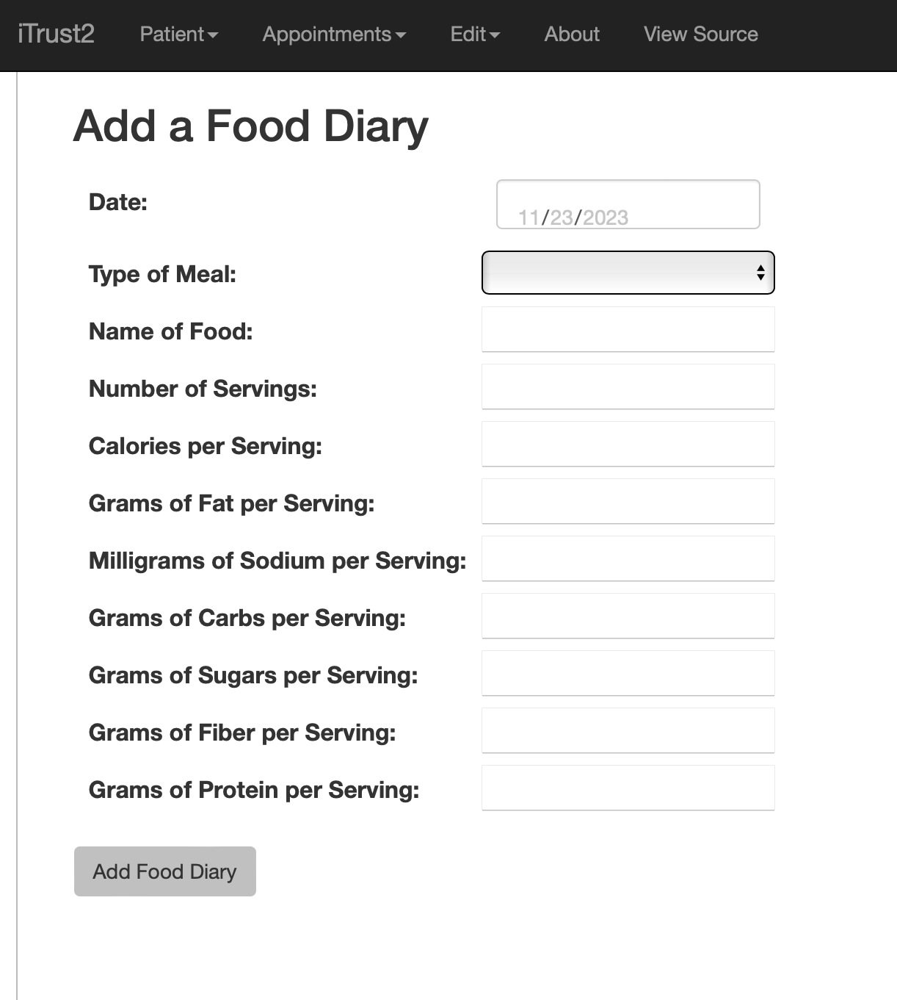 iTrust2 Patient Appointments Edit About View Source
Add a Food Diary
Date: 11/23/2023
Type of Meal:
Name of Food:
Number of Servings:
Calories per Serving:
Grams of Fat per Serving:
Milligrams of Sodium per Serving:
Grams of Carbs per Serving:
Grams of Sugars per Serving:
Grams of Fiber per Serving:
Grams of Protein per Serving:
Add Food Diary